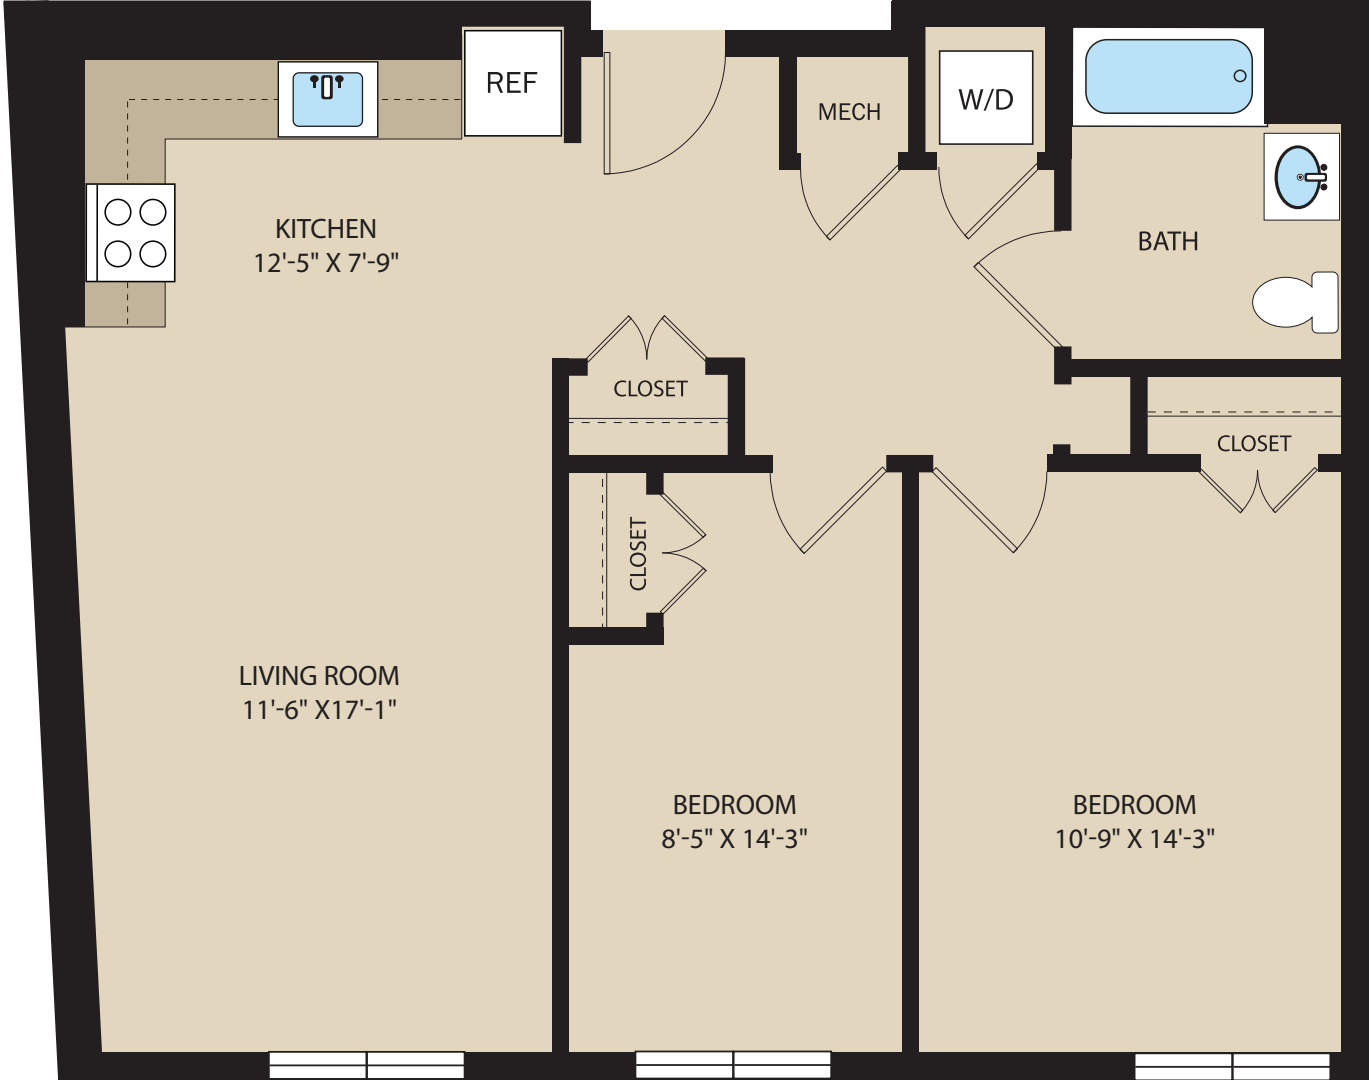 REF
MECH
W/D
KITCHEN
12'-5" X 7'-9"
BATH
CLOSET
CLOSET
CLOSET
LIVING ROOM
11'-6" X17'-1"
BEDROOM
8'-5" X 14'-3"
BEDROOM
10'-9" X 14'-3"